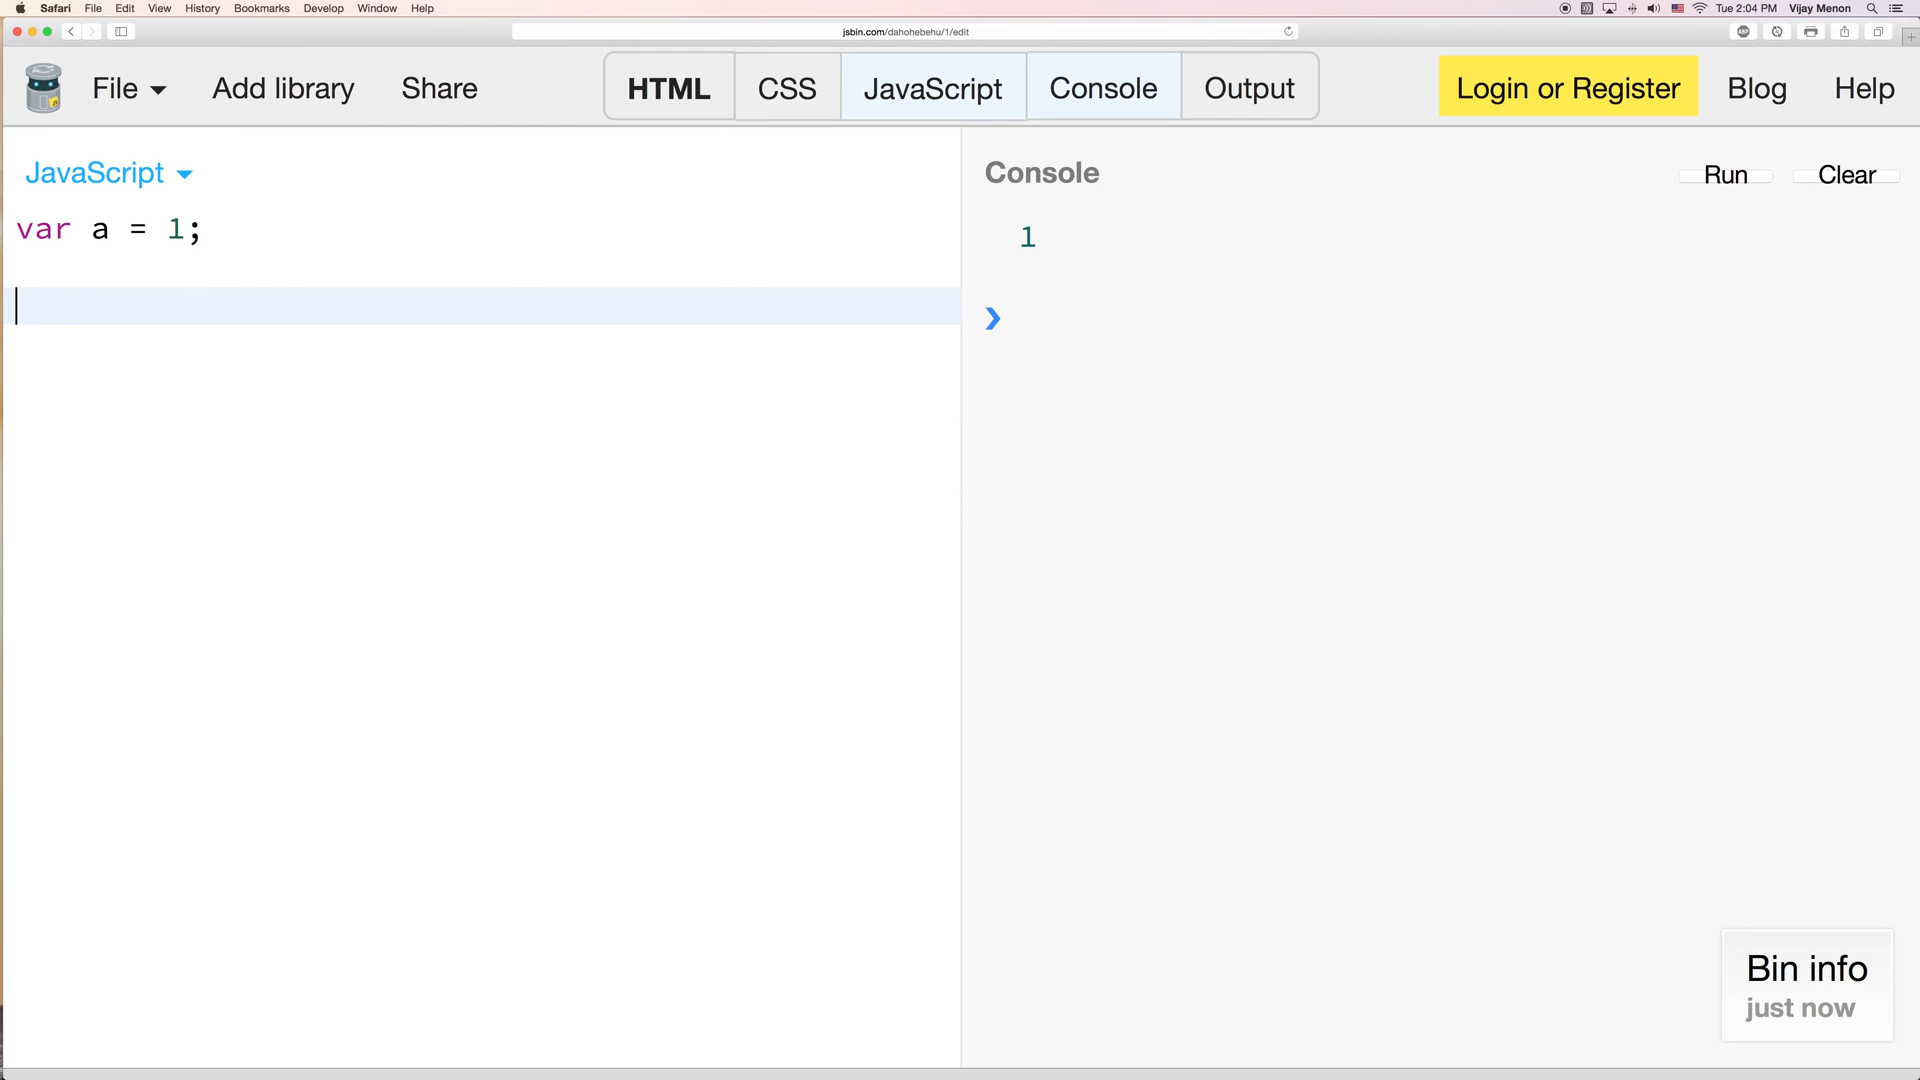 Safari File Edit View History Bookmarks Develop Window Help Tue 2:04 PM Vijay Menon
jsbin.com/dahohebehu/1/edit
File Add library Share HTML CSS JavaScript Console Output Login or Register Blog Help
JavaScript
var a = 1;
Console Run Clear
1
Bin info
just now